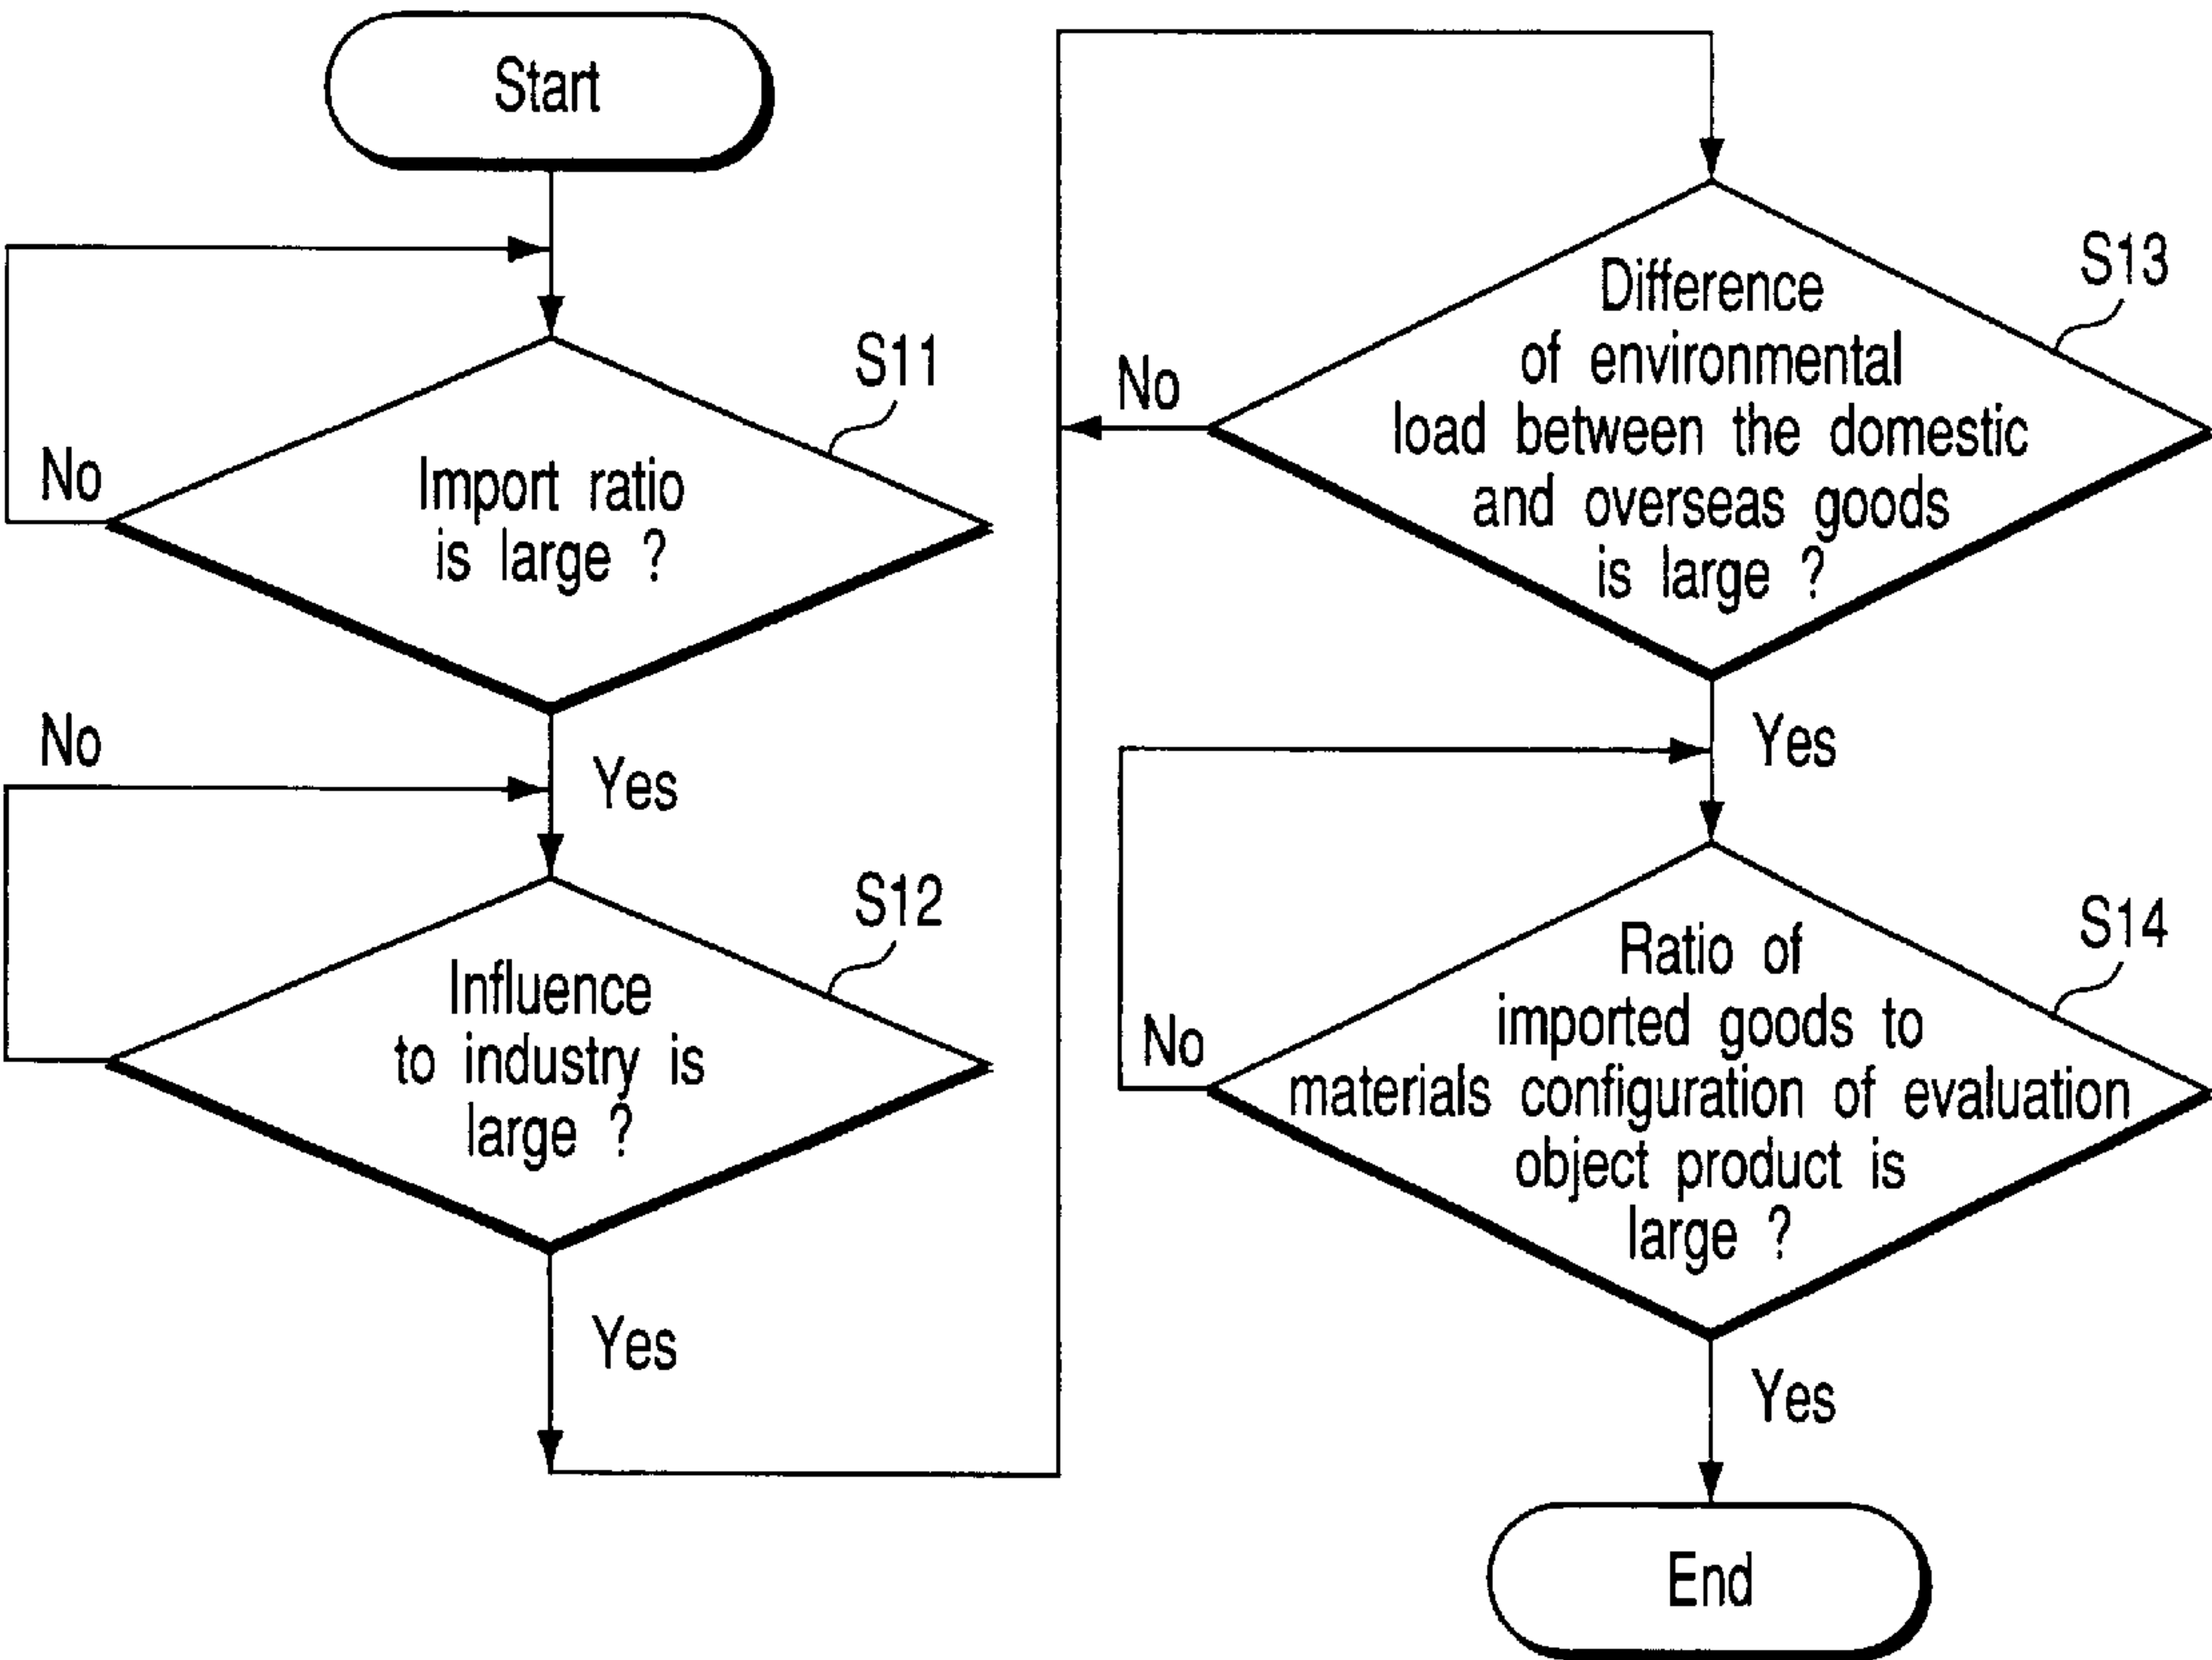 Start
S11
Import ratio
is large ?
No
Yes
No
S12
Influence
to industry is
large ?
Yes
S13
Difference
of environmental
load between the domestic
and overseas goods
is large ?
No
Yes
S14
Ratio of
imported goods to
materials configuration of evaluation
object product is
large ?
No
Yes
End